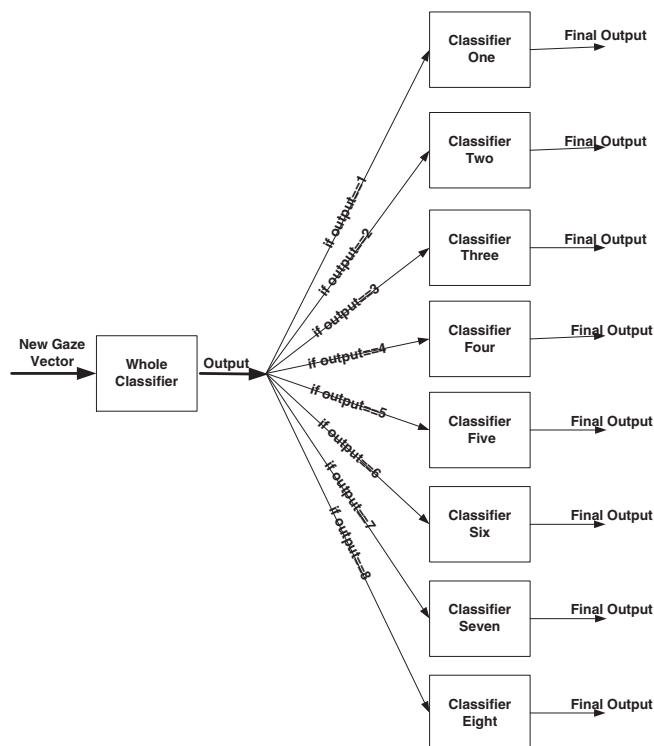 New Gaze
Vector
Whole
Classifier
Output
if output==1
if output==2
if output==3
if output==4
if output==5
if output==6
if output==7
if output==8
Classifier
One
Final Output
Classifier
Two
Final Output
Classifier
Three
Final Output
Classifier
Four
Final Output
Classifier
Five
Final Output
Classifier
Six
Final Output
Classifier
Seven
Final Output
Classifier
Eight
Final Output